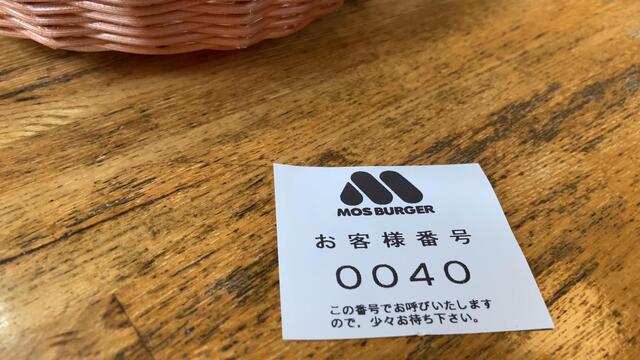 MOS BURGER
お客様番号
0040
この番号でお呼びいたします
ので、少々お待ち下さい。